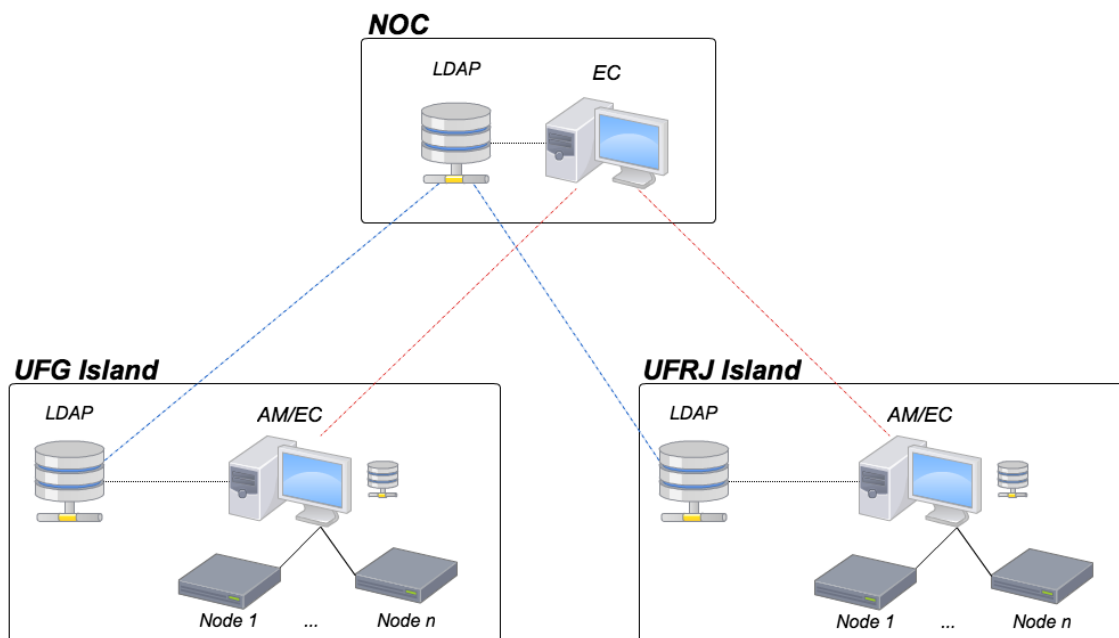 NOC
LDAP
EC
UFG Island
LDAP
AM/EC
Node 1 ... Node n
UFRJ Island
LDAP
AM/EC
Node 1 ... Node n